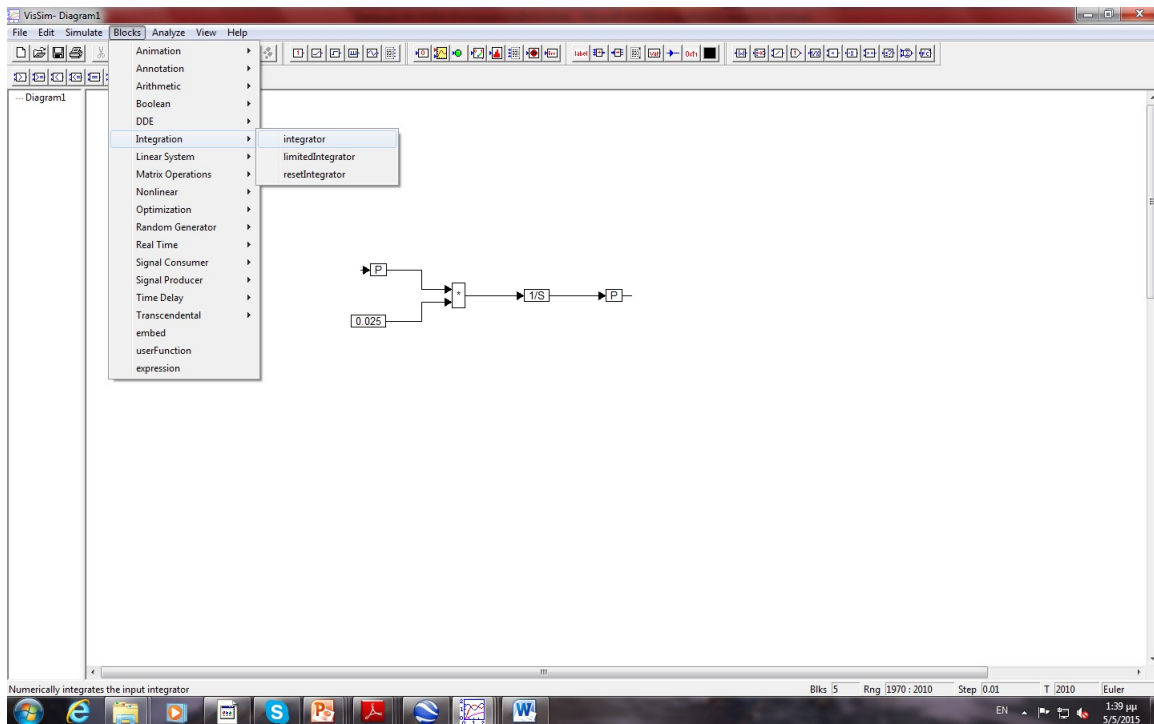 VisSim- Diagram1
File Edit Simulate Blocks Analyze View Help
... Diagram1
Animation
Annotation
Arithmetic
Boolean
DDE
Integration
Linear System
Matrix Operations
Nonlinear
Optimization
Random Generator
Real Time
Signal Consumer
Signal Producer
Time Delay
Transcendental
embed
userFunction
expression
integrator
limitedIntegrator
resetIntegrator
P
*
1/S
P
0.025
Numerically integrates the input integrator
Blks 5 Rng 1970 : 2010 Step 0.01 T 2010 Euler
EN
1:39 μμ
5/5/2015